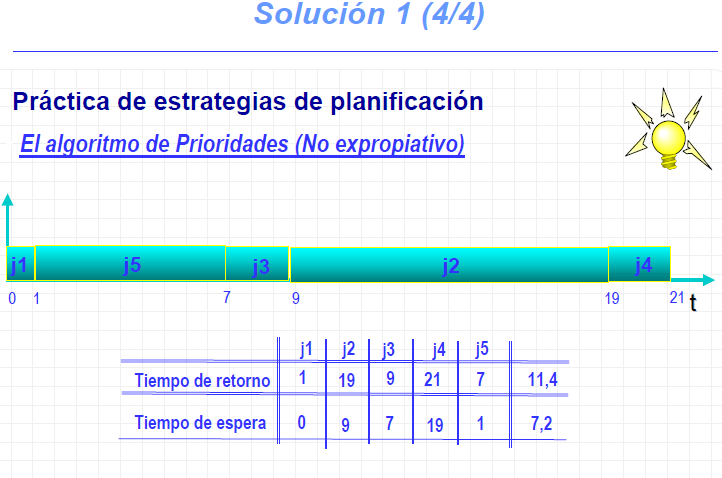 Solución 1 (4/4)
Práctica de estrategias de planificación
El algoritmo de Prioridades (No expropiativo)
j1 j5 j3 j2 j4
0 1 7 9 19 21 t
j1 j2 j3 j4 j5
Tiempo de retorno 1 19 9 21 7 11,4
Tiempo de espera 0 9 7 19 1 7,2